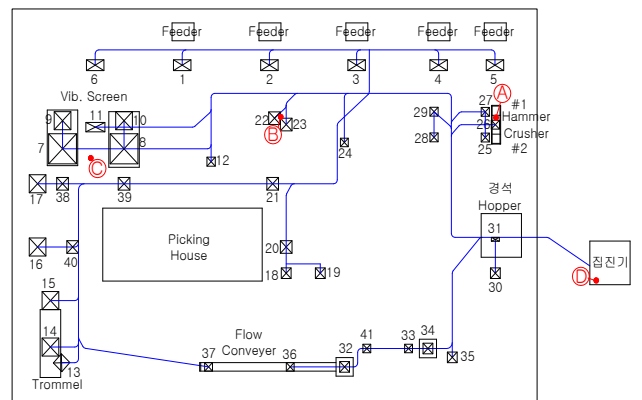 Feeder Feeder Feeder Feeder Feeder
6 1 2 3 4 5
Vib. Screen
9 11 10 22 23 29 27 #1
A
Hammer
26
Crusher
B
7 8 28 25 #2
C
12 24
17 38 39 21
경석
Hopper
31
Picking
House
16 40 20
18 19 30
집진기
D
15
14
13
Trommel
Flow
Conveyer
37 36 32 41 33 34 35